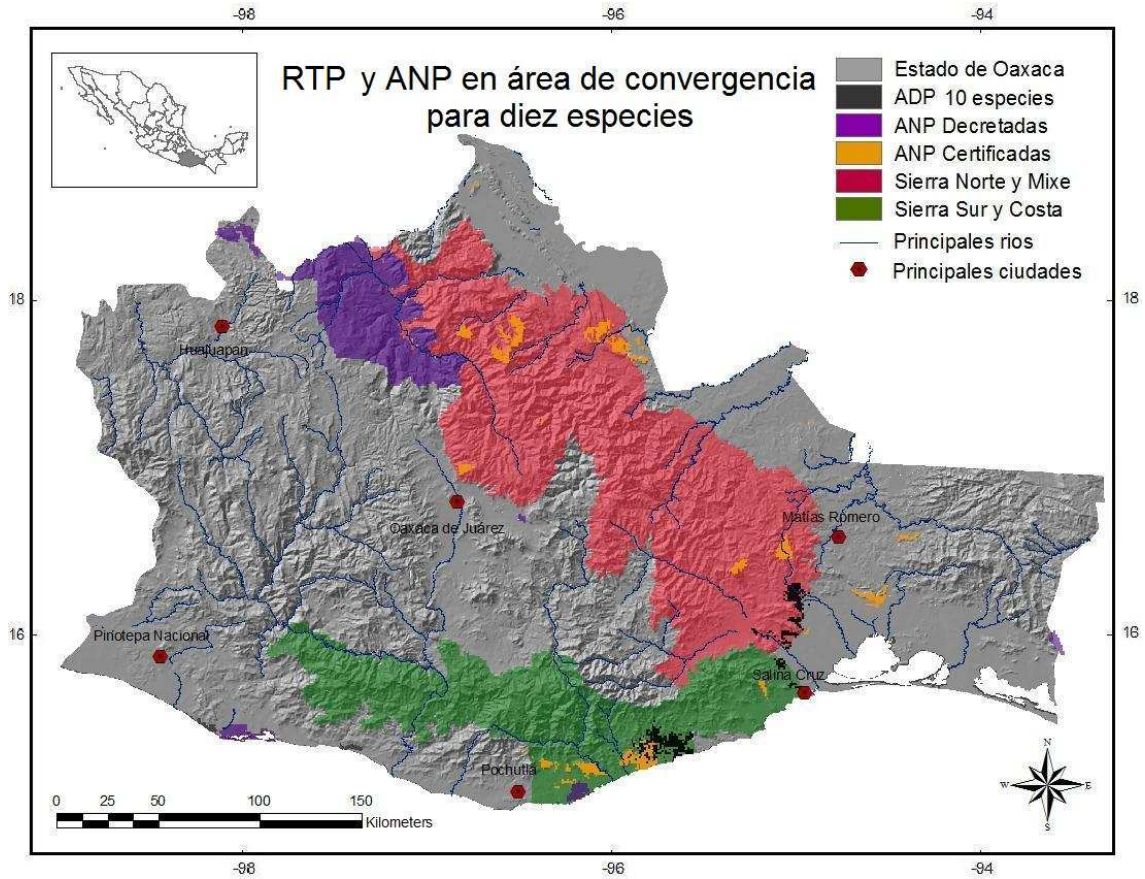 -98
-96
-94
RTP y ANP en área de convergencia
para diez especies
Estado de Oaxaca
ADP 10 especies
ANP Decretadas
ANP Certificadas
Sierra Norte y Mixe
Sierra Sur y Costa
Principales rios
Principales ciudades
18
18
Huajuapan
Oaxaca de Juárez
Matías Romero
16
16
Pinotepa Nacional
Salina Cruz
Pochutla
N
W
E
S
0
25
50
100
150
Kilometers
-98
-96
-94